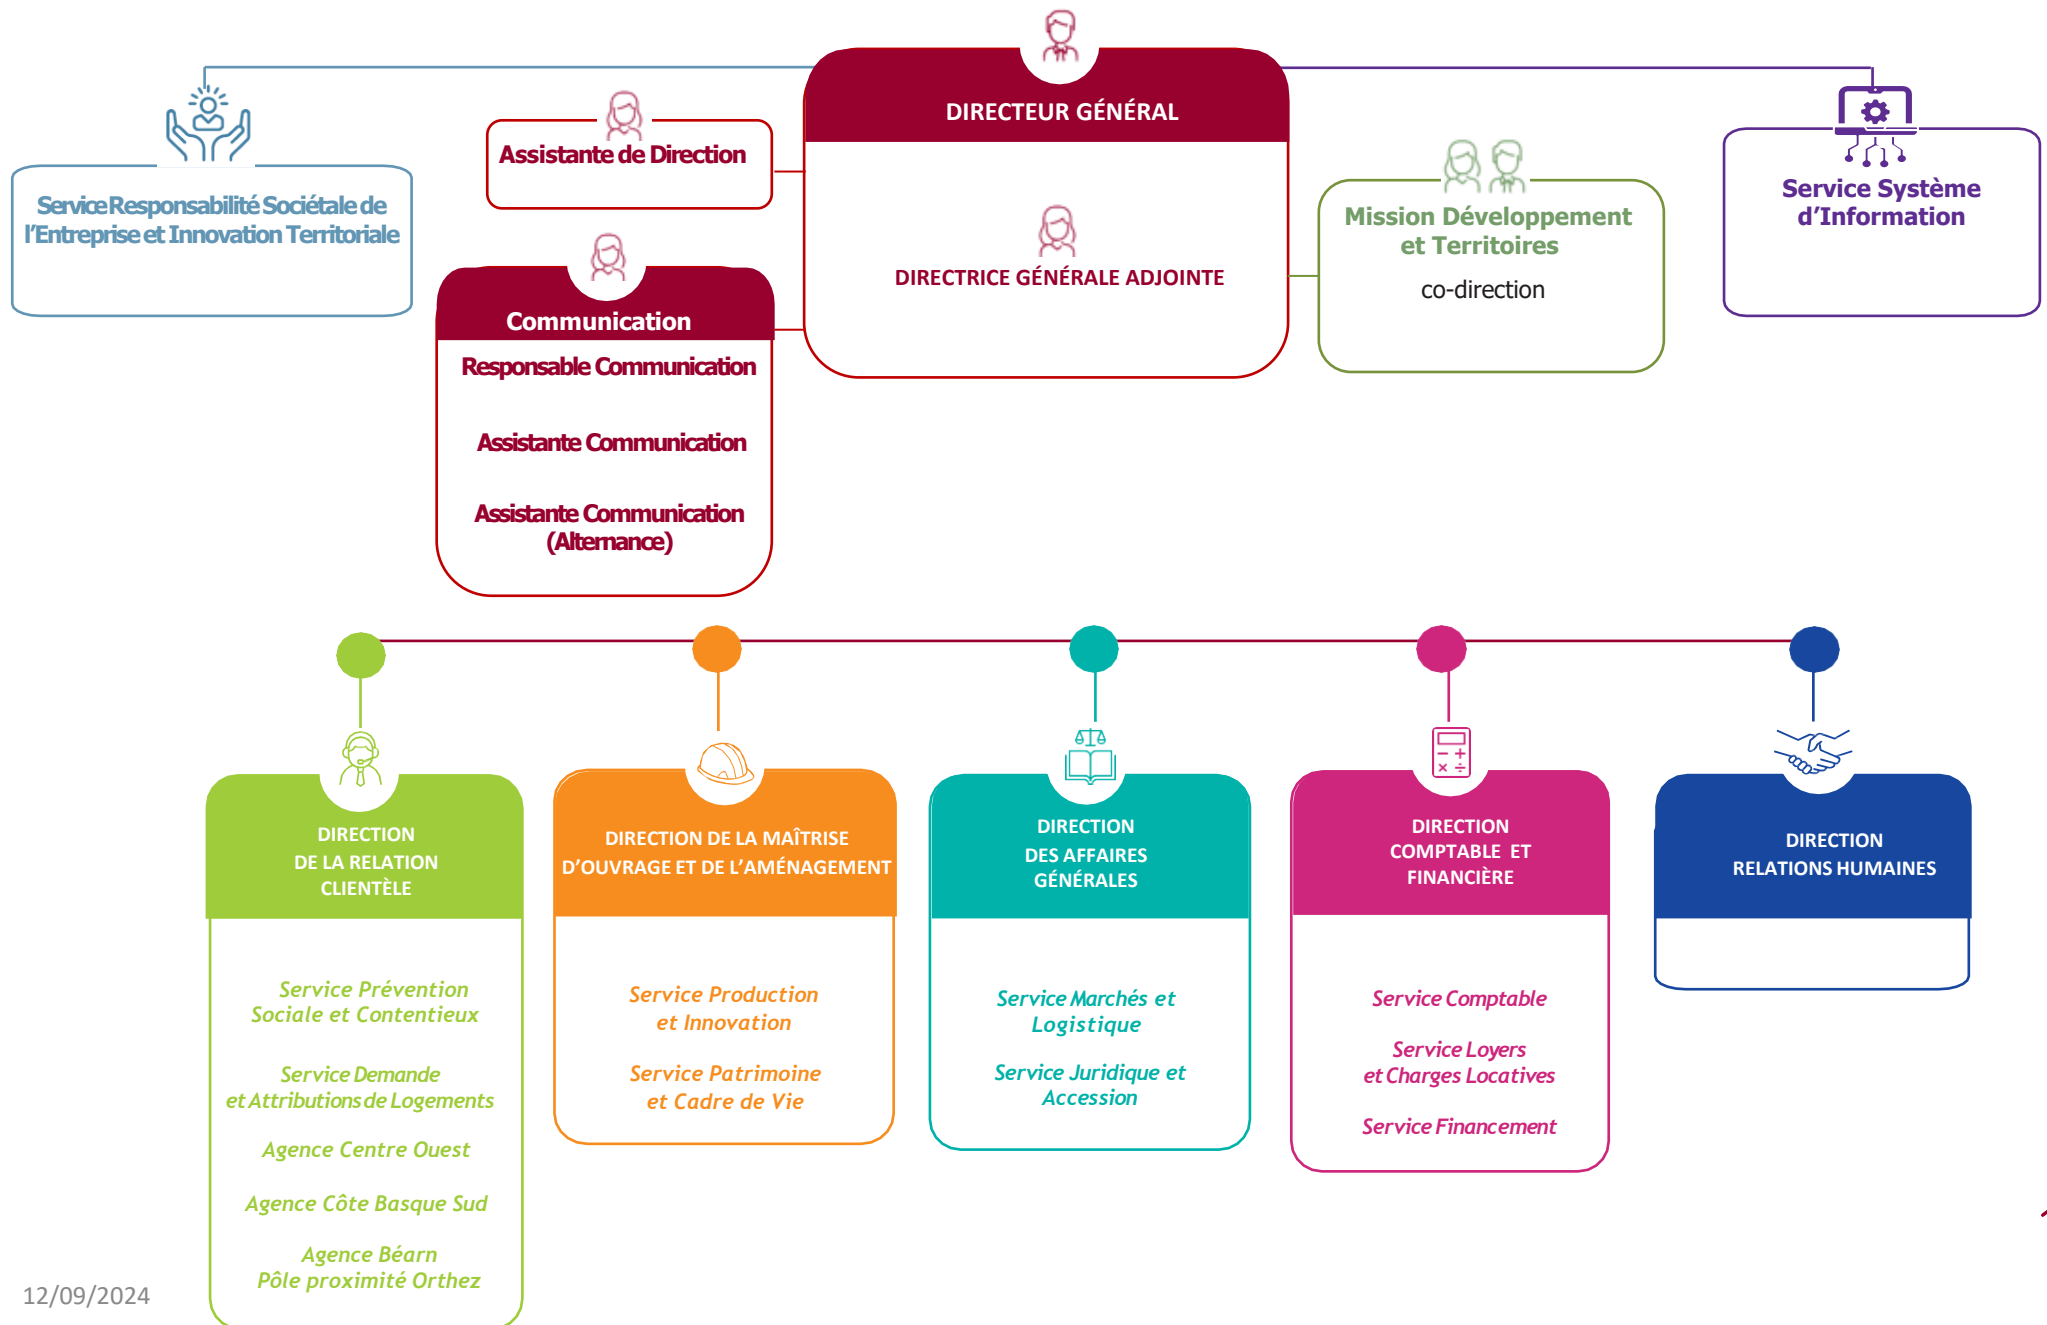 DIRECTEUR GÉNÉRAL
DIRECTRICE GÉNÉRALE ADJOINTE
Service Responsabilité Sociétale de
l’Entreprise et Innovation Territoriale
Assistante de Direction
Communication
Responsable Communication
Assistante Communication
Assistante Communication
(Alternance)
Mission Développement
et Territoires
co-direction
Service Système
d’Information
DIRECTION
DE LA RELATION
CLIENTÈLE
Service Prévention
Sociale et Contentieux
Service Demande
et Attributions de Logements
Agence Centre Ouest
Agence Côte Basque Sud
Agence Béarn
Pôle proximité Orthez
DIRECTION DE LA MAÎTRISE
D’OUVRAGE ET DE L’AMÉNAGEMENT
Service Production
et Innovation
Service Patrimoine
et Cadre de Vie
DIRECTION
DES AFFAIRES
GÉNÉRALES
Service Marchés et
Logistique
Service Juridique et
Accession
DIRECTION
COMPTABLE ET
FINANCIÈRE
Service Comptable
Service Loyers
et Charges Locatives
Service Financement
DIRECTION
RELATIONS HUMAINES
12/09/2024